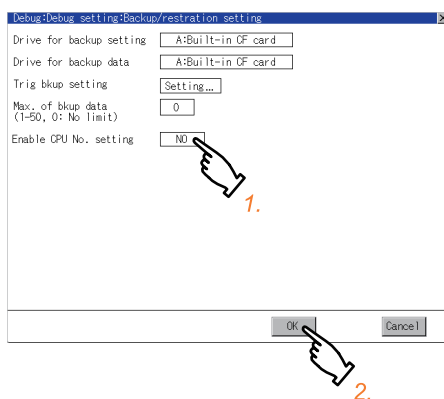 Debug:Debug setting:Backup/restration setting
Drive for backup setting A:Built-in CF card
Drive for backup data A:Built-in CF card
Trig bkup setting Setting...
Max. of bkup data 0
(1-50, 0: No limit)
Enable CPU No. setting NO
1.
OK Cancel
2.